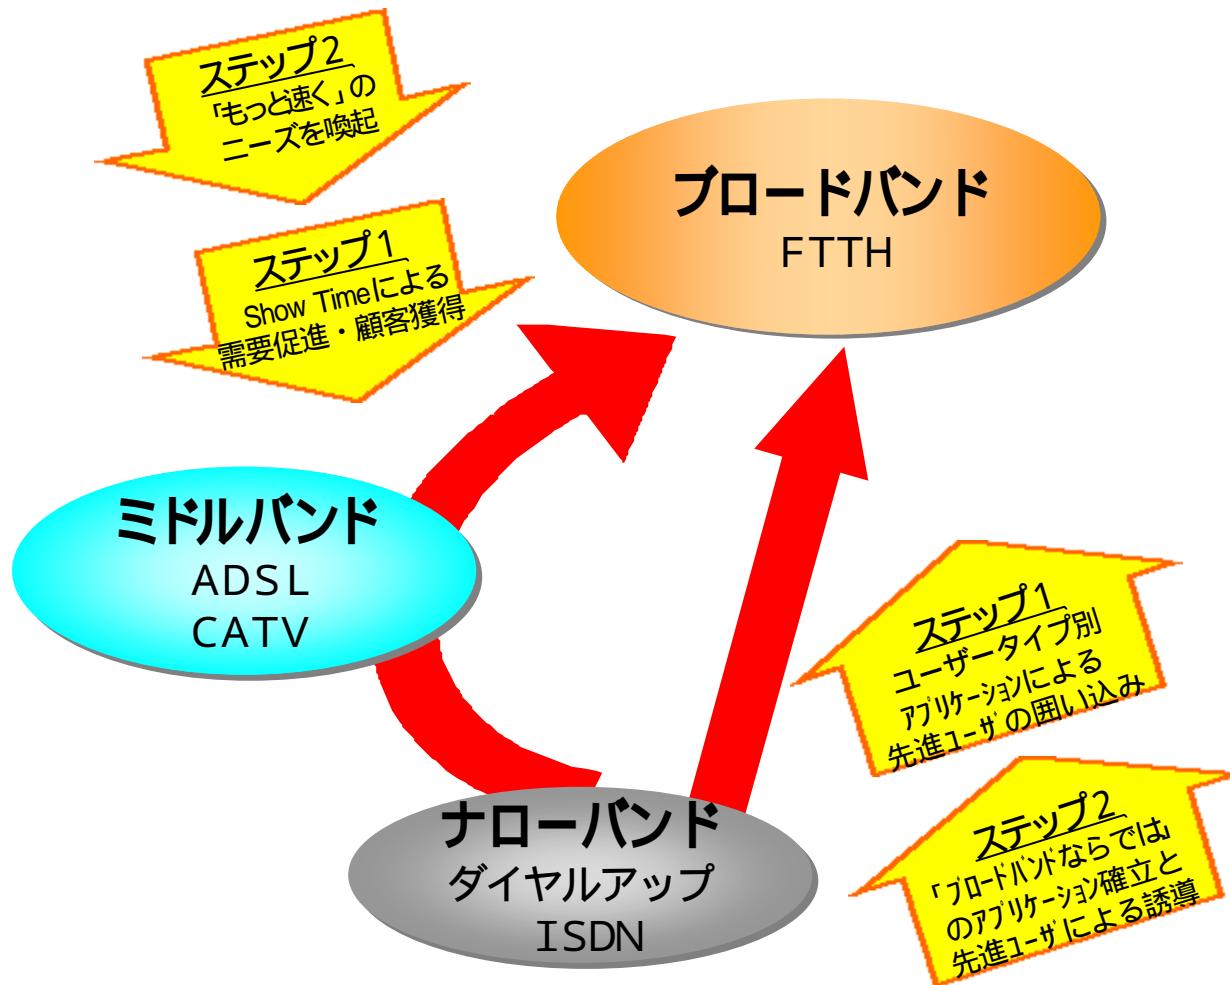 ステップ2
「もっと速く」の
ニーズを喚起
ステップ1
Show Timeによる
需要促進・顧客獲得
ブロードバンド
FTTH
ミドルバンド
ADSL
CATV
ステップ1
ユーザータイプ別
ｱﾌﾟﾘｹｰｼｮﾝによる
先進ﾕｰｻﾞの囲い込み
ステップ2
「ﾌﾞﾛｰﾄﾞﾊﾞﾝﾄﾞならでは」
のｱﾌﾟﾘｹｰｼｮﾝ確立と
先進ﾕｰｻﾞによる誘導
ナローバンド
ダイヤルアップ
ISDN